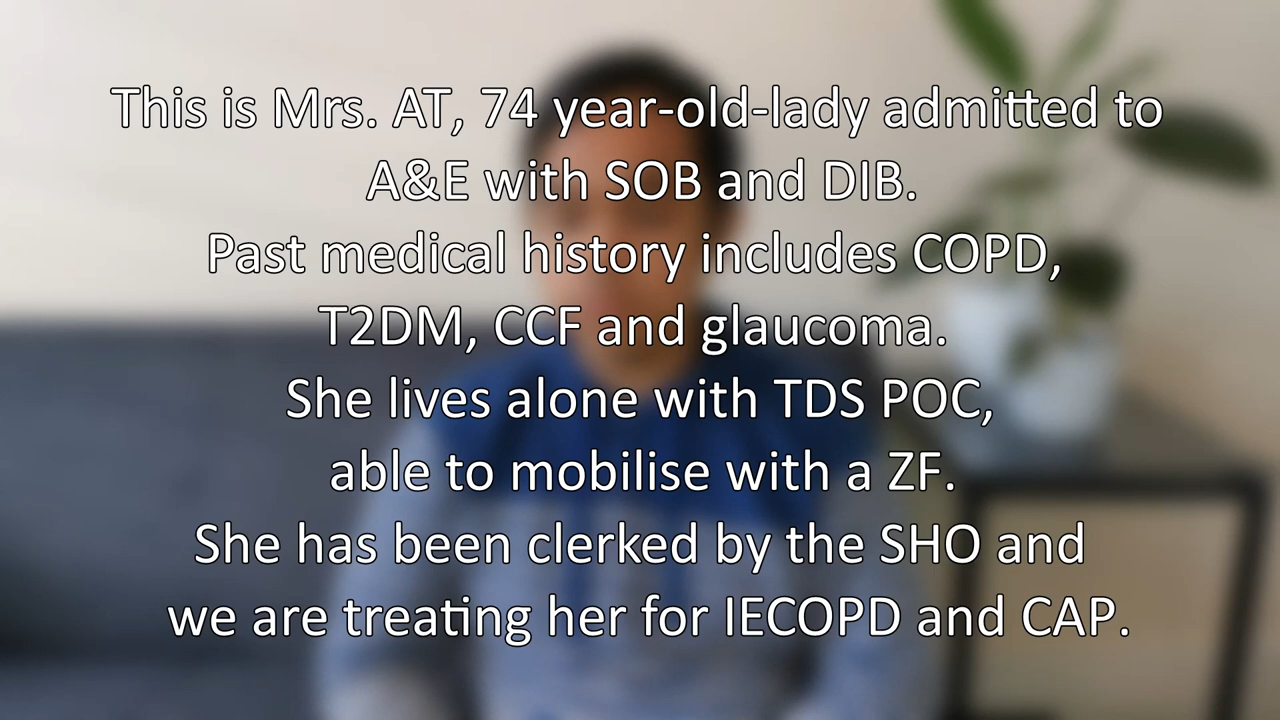 This is Mrs. AT, 74 year-old-lady admitted to
A&E with SOB and DIB.
Past medical history includes COPD,
T2DM, CCF and glaucoma.
She lives alone with TDS POC,
able to mobilise with a ZF.
She has been clerked by the SHO and
we are treating her for IECOPD and CAP.